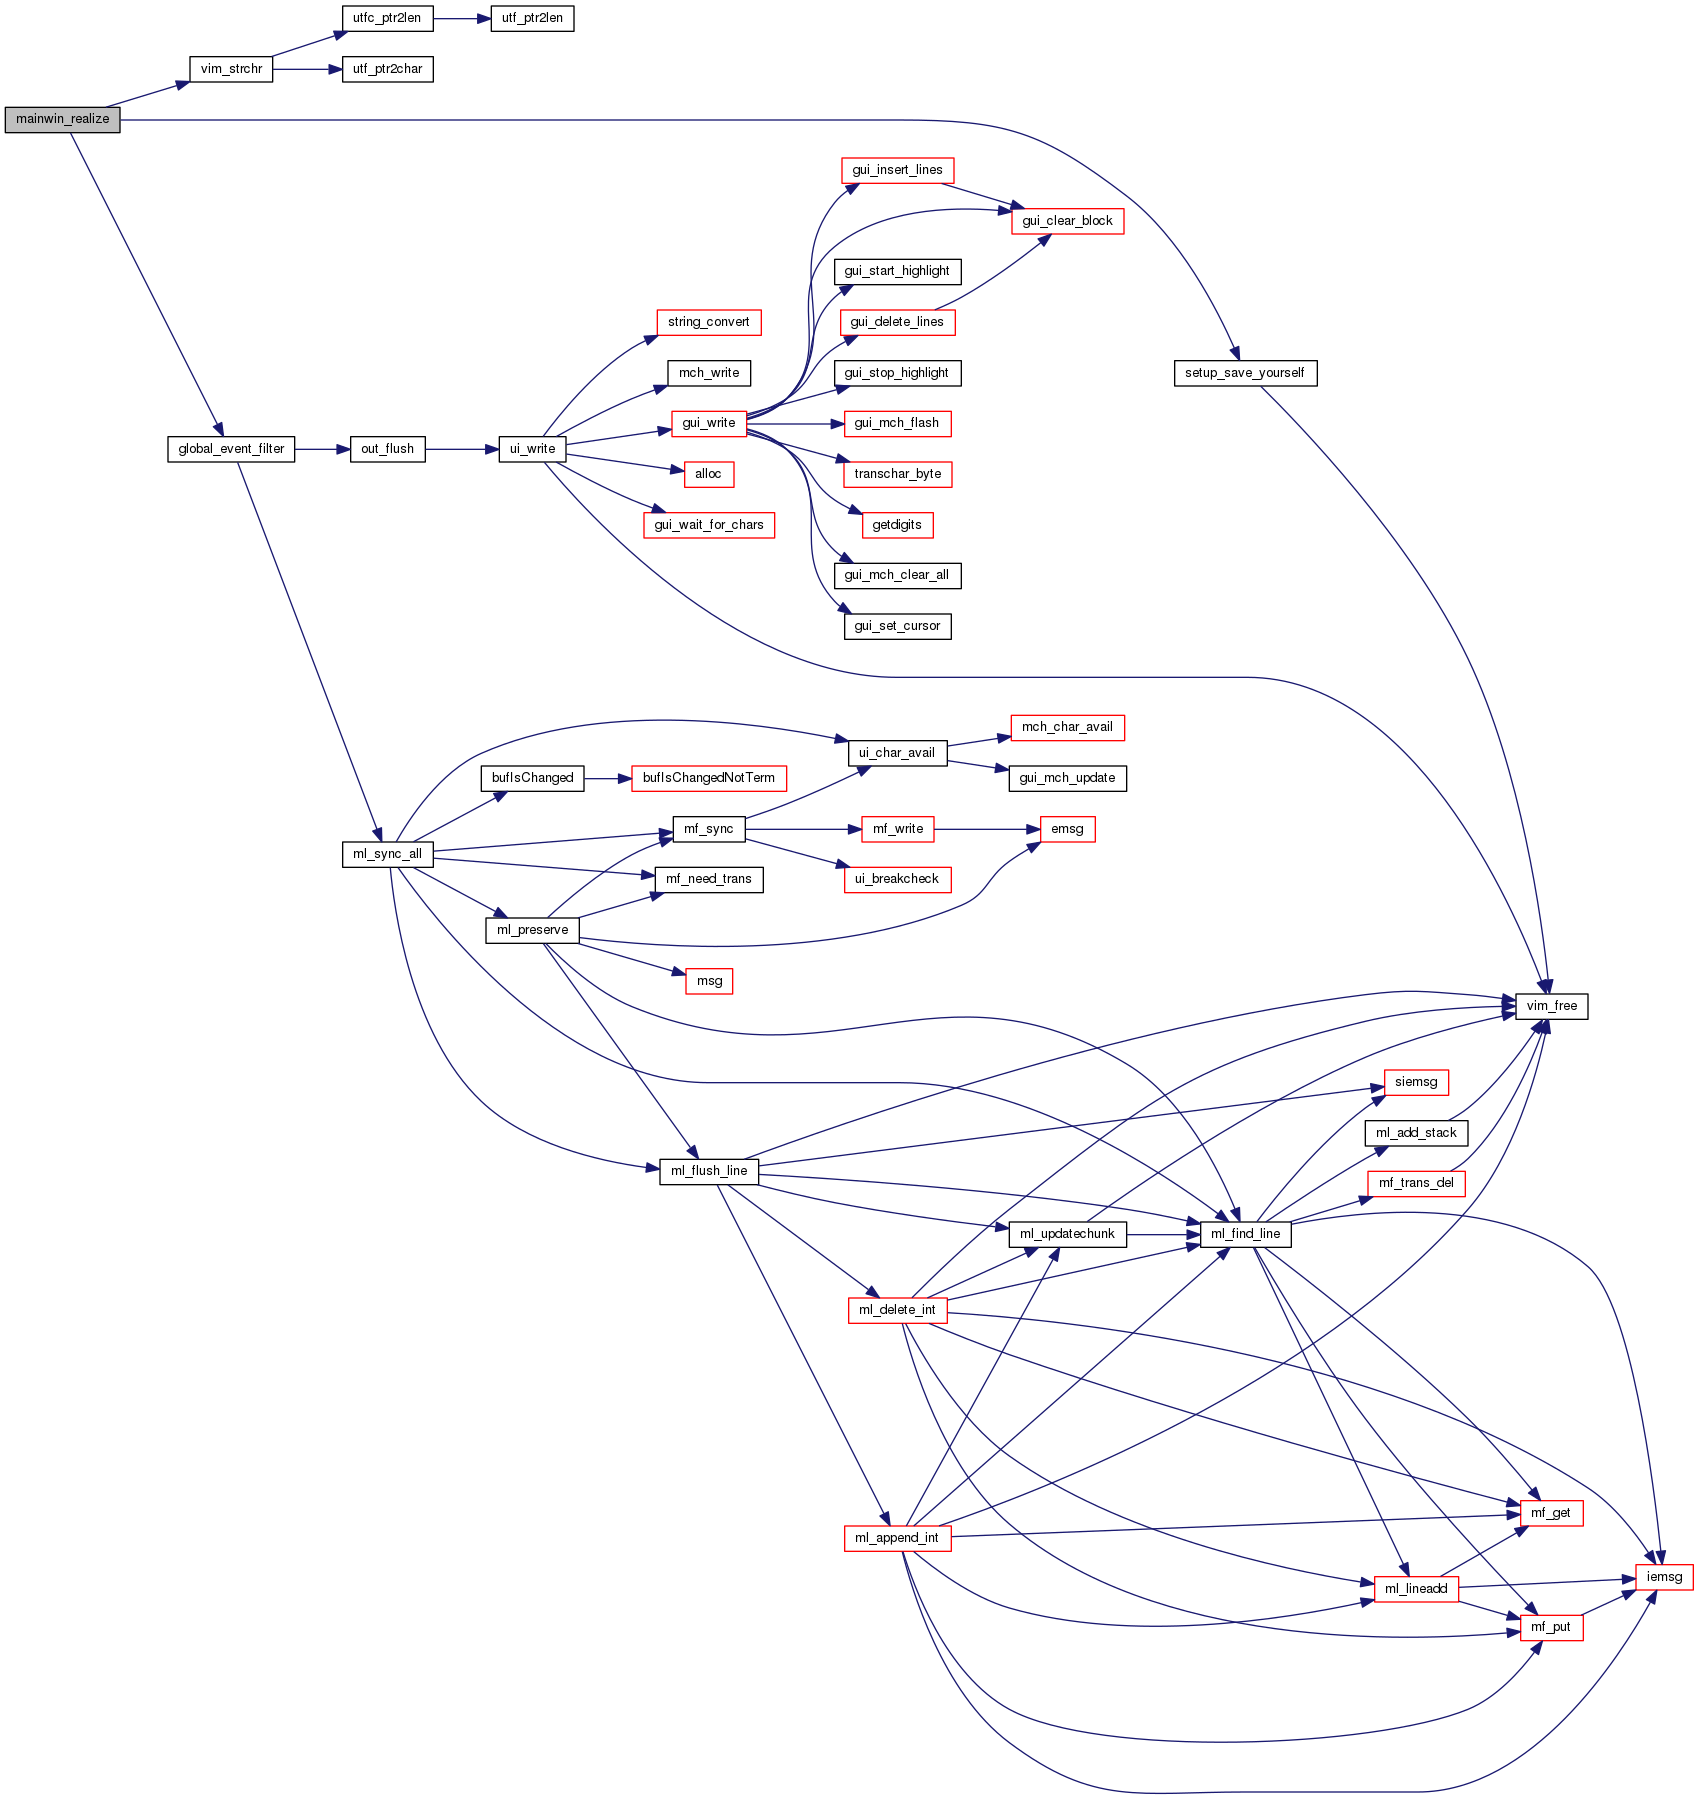 utfc_ptr2len
utf_ptr2len
vim_strchr
utf_ptr2char
mainwin_realize
gui_insert_lines
gui_clear_block
gui_start_highlight
string_convert
gui_delete_lines
mch_write
gui_stop_highlight
setup_save_yourself
gui_write
gui_mch_flash
global_event_filter
out_flush
ui_write
alloc
transchar_byte
gui_wait_for_chars
getdigits
gui_mch_clear_all
gui_set_cursor
mch_char_avail
ui_char_avail
bufIsChanged
bufIsChangedNotTerm
gui_mch_update
mf_sync
mf_write
emsg
ml_sync_all
mf_need_trans
ui_breakcheck
ml_preserve
msg
vim_free
siemsg
ml_add_stack
ml_flush_line
mf_trans_del
ml_updatechunk
ml_find_line
ml_delete_int
mf_get
ml_append_int
iemsg
ml_lineadd
mf_put